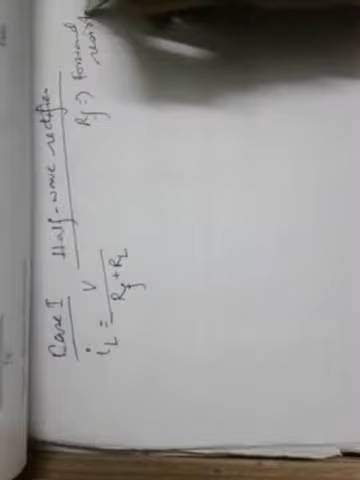 Case I Half-wave rectifier
i_L = V / (R_f + R_L) R_f => forward